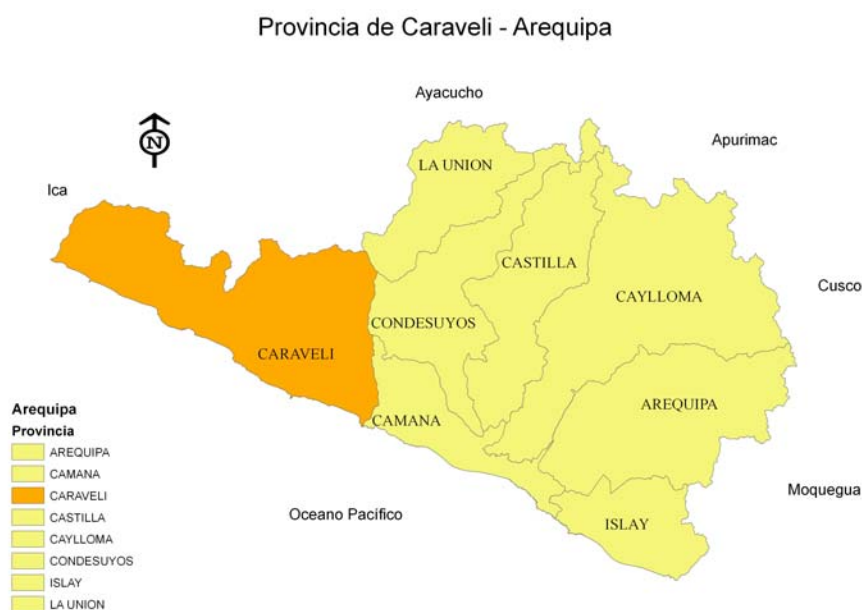 Provincia de Caraveli - Arequipa
Ayacucho
Apurimac
N
LA UNION
Ica
CASTILLA
Cusco
CAYLLOMA
CONDESUYOS
CARAVELI
AREQUIPA
CAMANA
Arequipa
Provincia
AREQUIPA
CAMANA
CARAVELI
CASTILLA
CAYLLOMA
CONDESUYOS
ISLAY
LA UNION
Moquegua
Oceano Pacifico
ISLAY